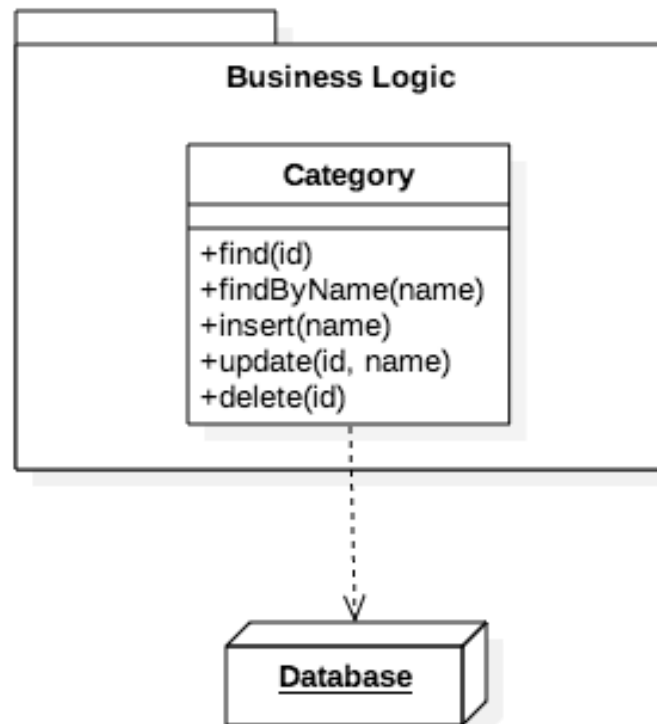 Business Logic
Category
+find(id)
+findByName(name)
+insert(name)
+update(id, name)
+delete(id)
Database